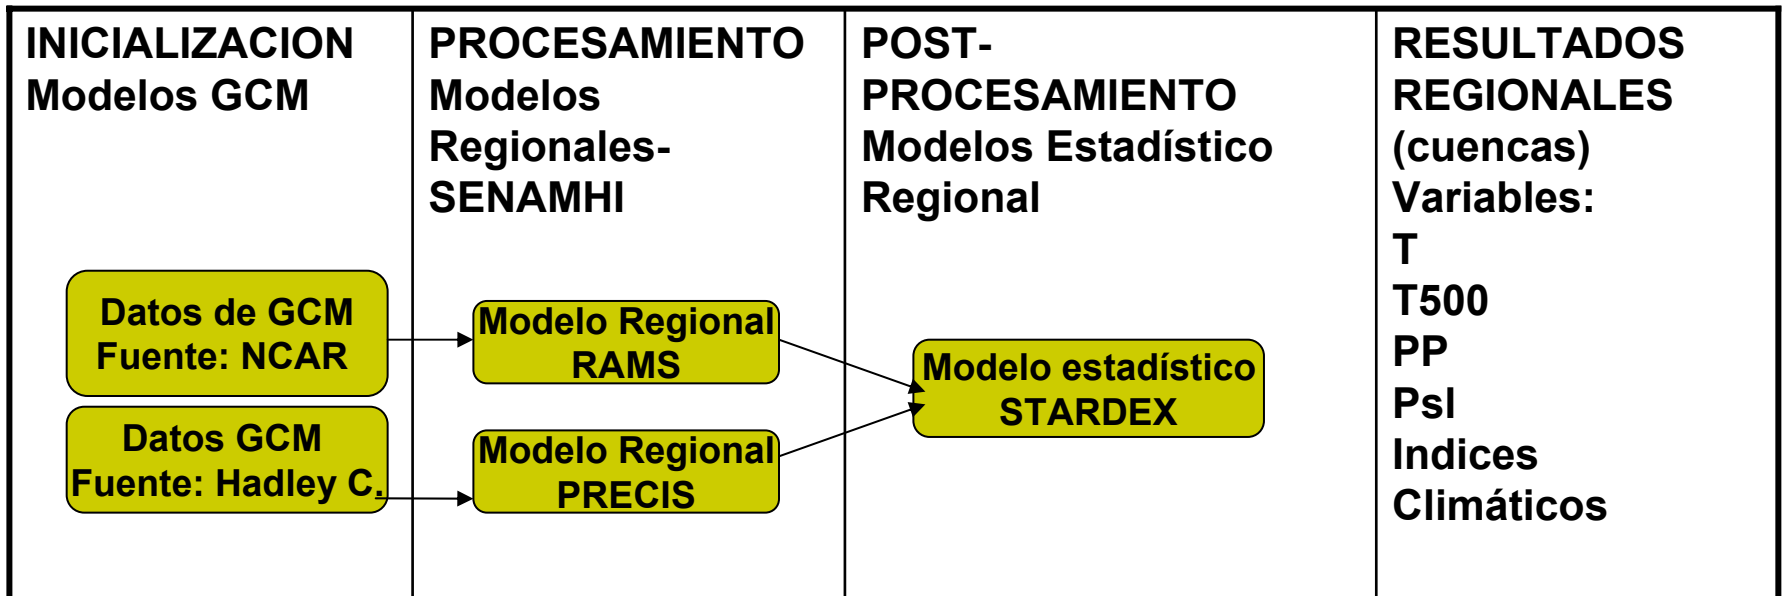 INICIALIZACION
Modelos GCM
Datos de GCM
Fuente: NCAR
Datos GCM
Fuente: Hadley C.
PROCESAMIENTO
Modelos
Regionales-
SENAMHI
Modelo Regional
RAMS
Modelo Regional
PRECIS
POST-
PROCESAMIENTO
Modelos Estadístico
Regional
Modelo estadístico
STARDEX
RESULTADOS
REGIONALES
(cuencas)
Variables:
T
T500
PP
Psl
Indices
Climáticos